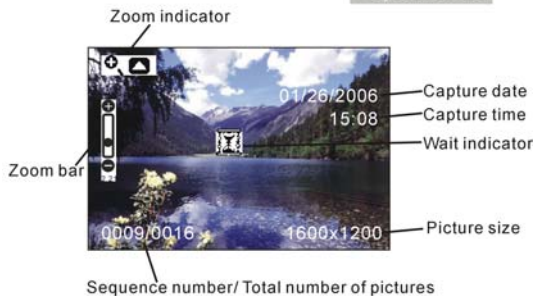 Zoom indicator
01/26/2006
Capture date
15:08
Capture time
Wait indicator
Zoom bar
0009/0016
1600x1200
Picture size
Sequence number/ Total number of pictures